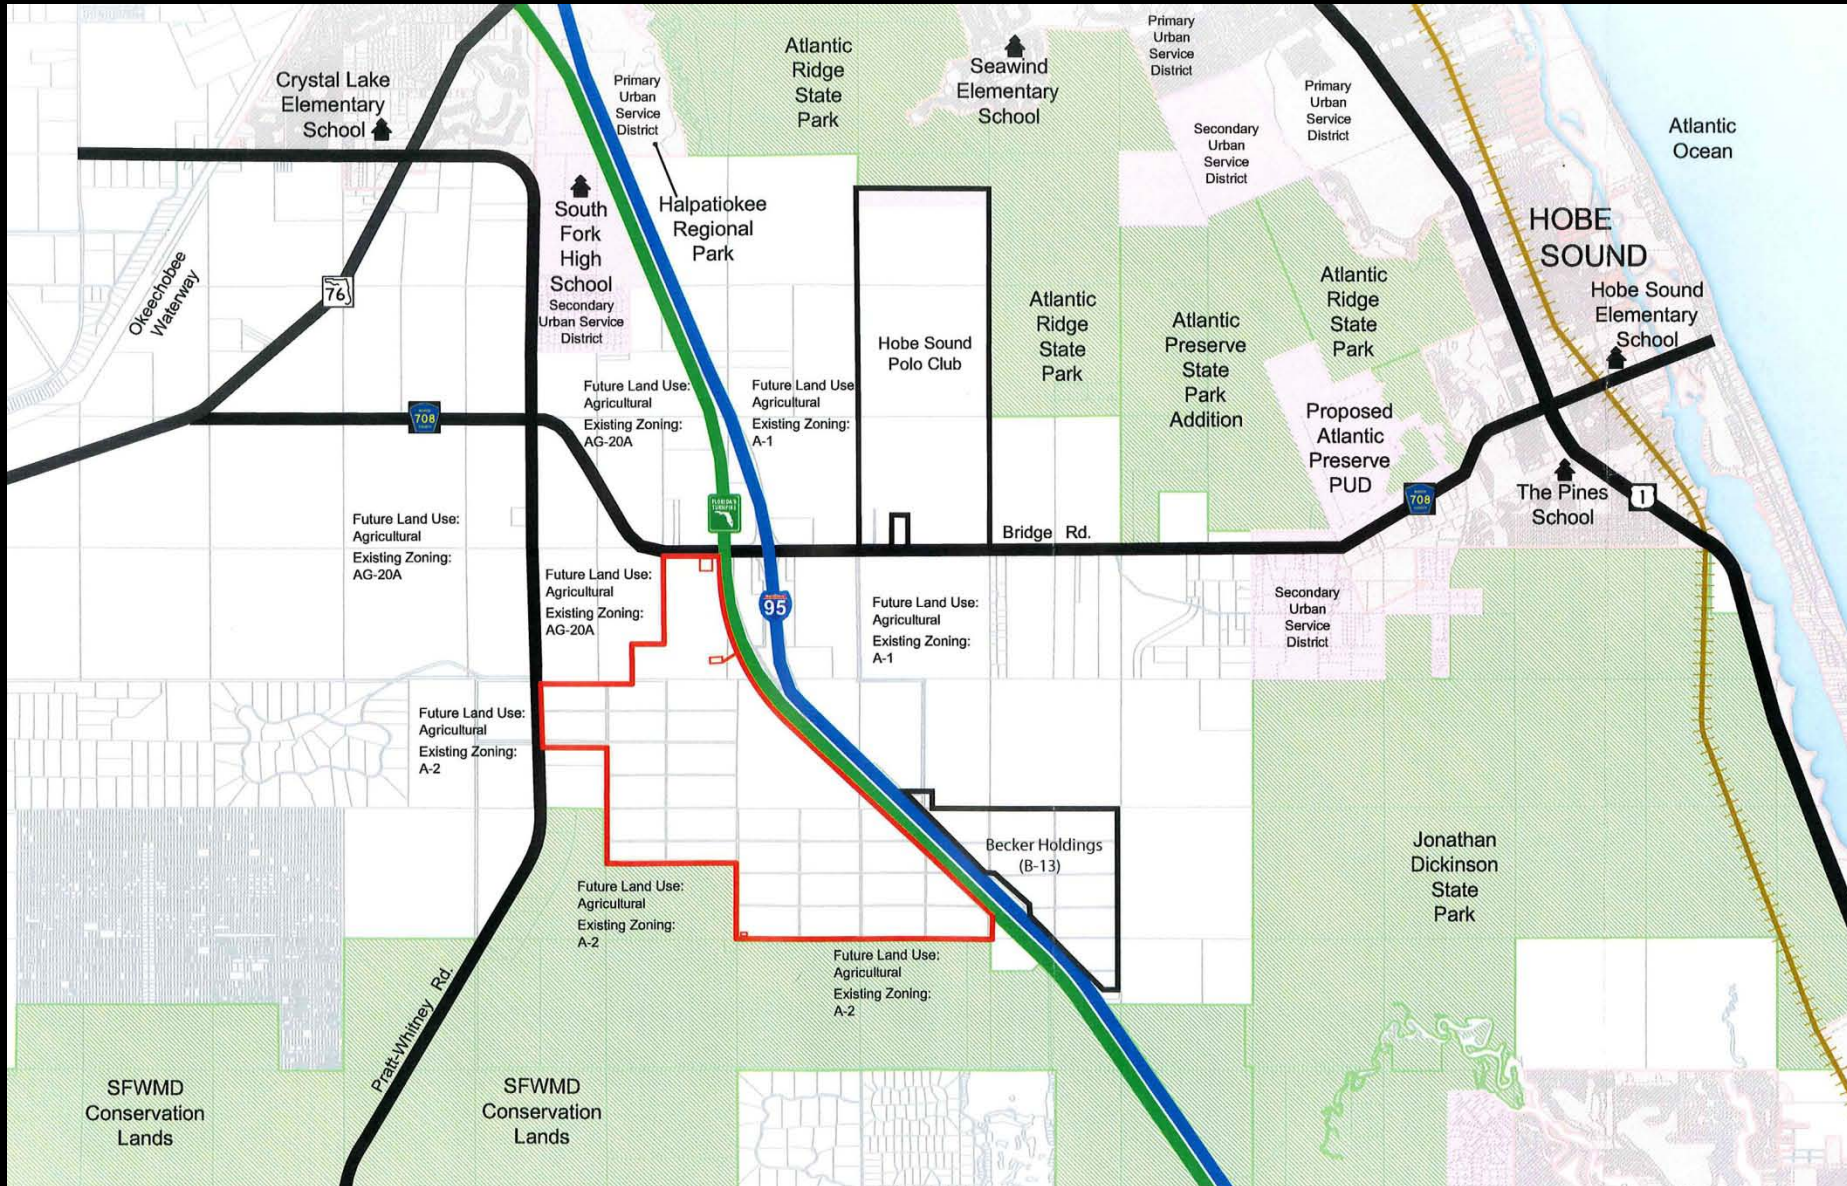 Crystal Lake
Elementary
School
Primary
Urban
Service
District
Atlantic
Ridge
State
Park
Seawind
Elementary
School
Primary
Urban
Service
District
Primary
Urban
Service
District
Secondary
Urban
Service
District
Atlantic
Ocean
South
Fork
High
School
Secondary
Urban Service
District
Halpatiokee
Regional
Park
HOBE
SOUND
Hobe Sound
Elementary
School
Okeechobee
Waterway
76
Hobe Sound
Polo Club
Atlantic
Ridge
State
Park
Atlantic
Preserve
State
Park
Addition
Atlantic
Ridge
State
Park
Future Land Use:
Agricultural
Existing Zoning:
AG-20A
Future Land Use:
Agricultural
Existing Zoning:
A-1
708
Proposed
Atlantic
Preserve
PUD
708
The Pines
School
1
FLORIDA'S
TURNPIKE
Bridge Rd.
Future Land Use:
Agricultural
Existing Zoning:
AG-20A
Future Land Use:
Agricultural
Existing Zoning:
AG-20A
95
Future Land Use:
Agricultural
Existing Zoning:
A-1
Secondary
Urban
Service
District
Future Land Use:
Agricultural
Existing Zoning:
A-2
Becker Holdings
(B-13)
Jonathan
Dickinson
State
Park
Future Land Use:
Agricultural
Existing Zoning:
A-2
Future Land Use:
Agricultural
Existing Zoning:
A-2
Pratt-Whitney Rd.
SFWMD
Conservation
Lands
SFWMD
Conservation
Lands